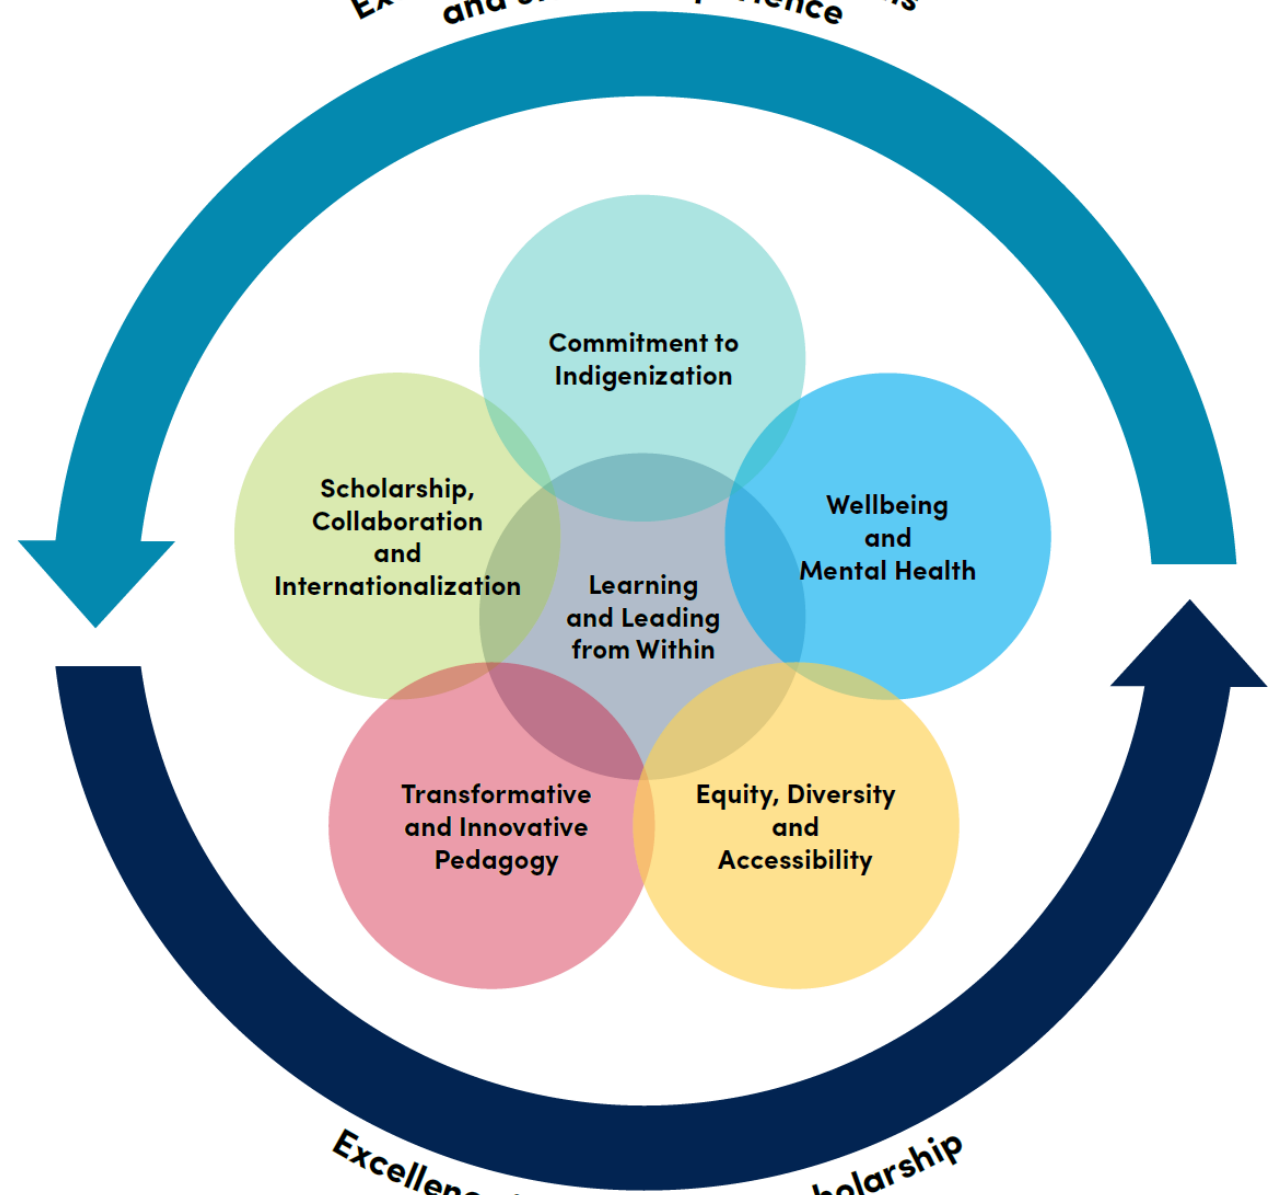 and
Commitment to
Indigenization
Scholarship,
Collaboration
and
Internationalization
Wellbeing
and
Mental Health
Learning
and Leading
from Within
Transformative
and Innovative
Pedagogy
Equity, Diversity
and
Accessibility